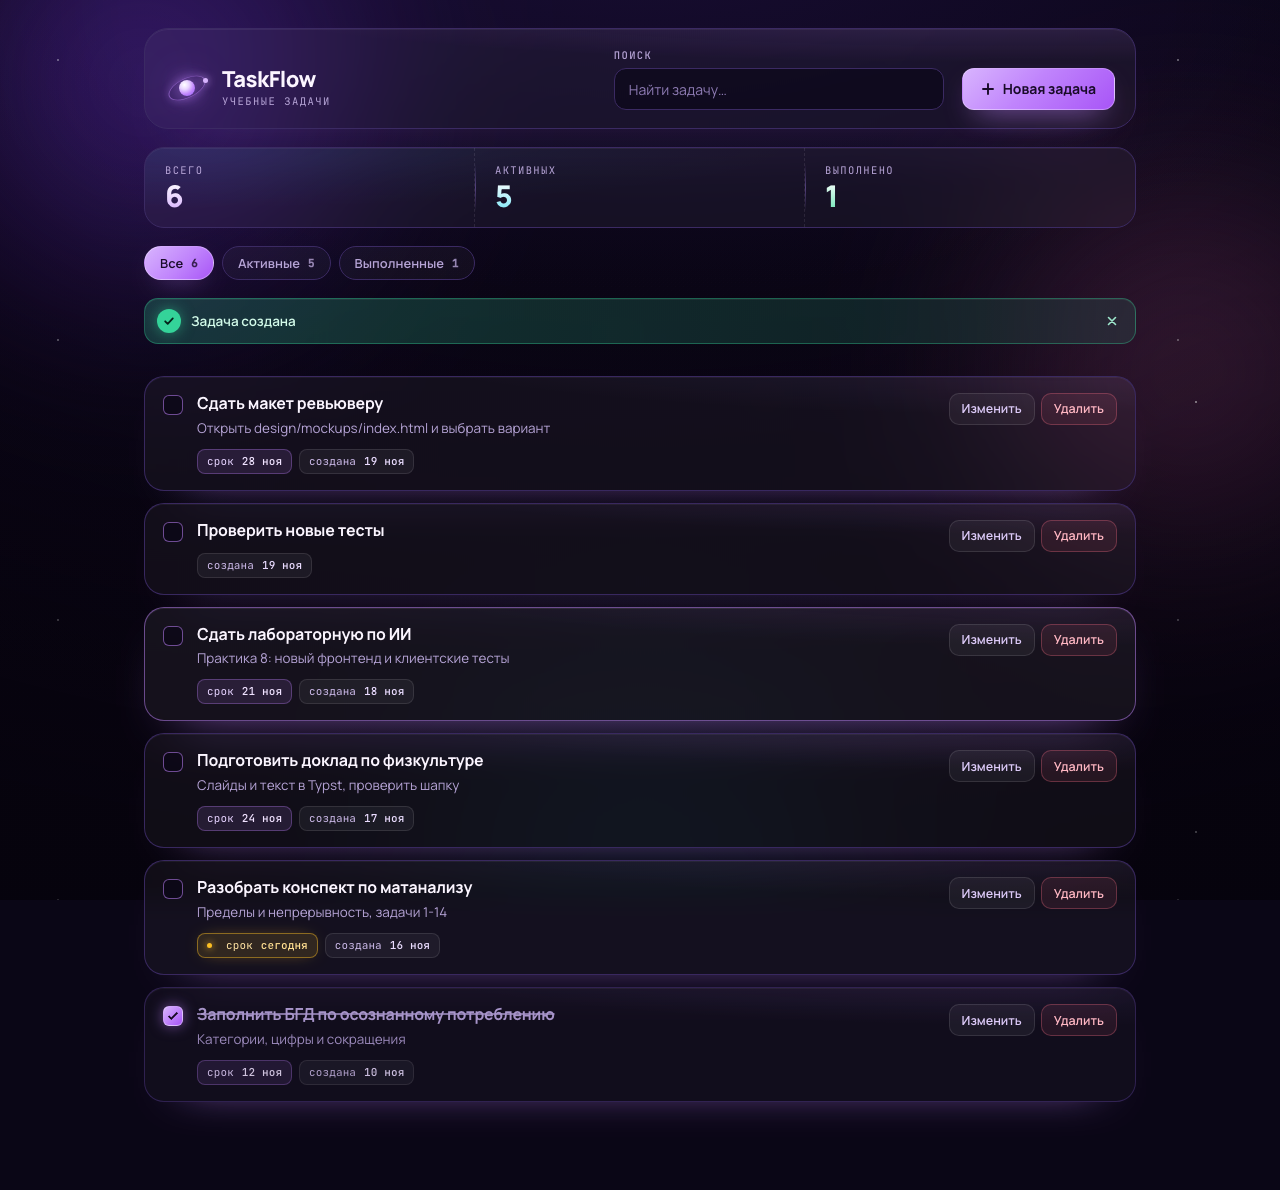 TaskFlow
УЧЕБНЫЕ ЗАДАЧИ
ПОИСК
Найти задачу...
Новая задача
ВСЕГО
6
АКТИВНЫХ
5
ВЫПОЛНЕНО
1
Все 6
Активные 5
Выполненные 1
Задача создана
Сдать макет ревьюверу
Изменить
Удалить
Открыть design/mockups/index.html и выбрать вариант
срок 28 ноя
создана 19 ноя
Проверить новые тесты
Изменить
Удалить
создана 19 ноя
Сдать лабораторную по ИИ
Изменить
Удалить
Практика 8: новый фронтенд и клиентские тесты
срок 21 ноя
создана 18 ноя
Подготовить доклад по физкультуре
Изменить
Удалить
Слайды и текст в Typst, проверить шапку
срок 24 ноя
создана 17 ноя
Разобрать конспект по матанализу
Изменить
Удалить
Пределы и непрерывность, задачи 1-14
срок сегодня
создана 16 ноя
Заполнить БГД по осознанному потреблению
Изменить
Удалить
Категории, цифры и сокращения
срок 12 ноя
создана 10 ноя